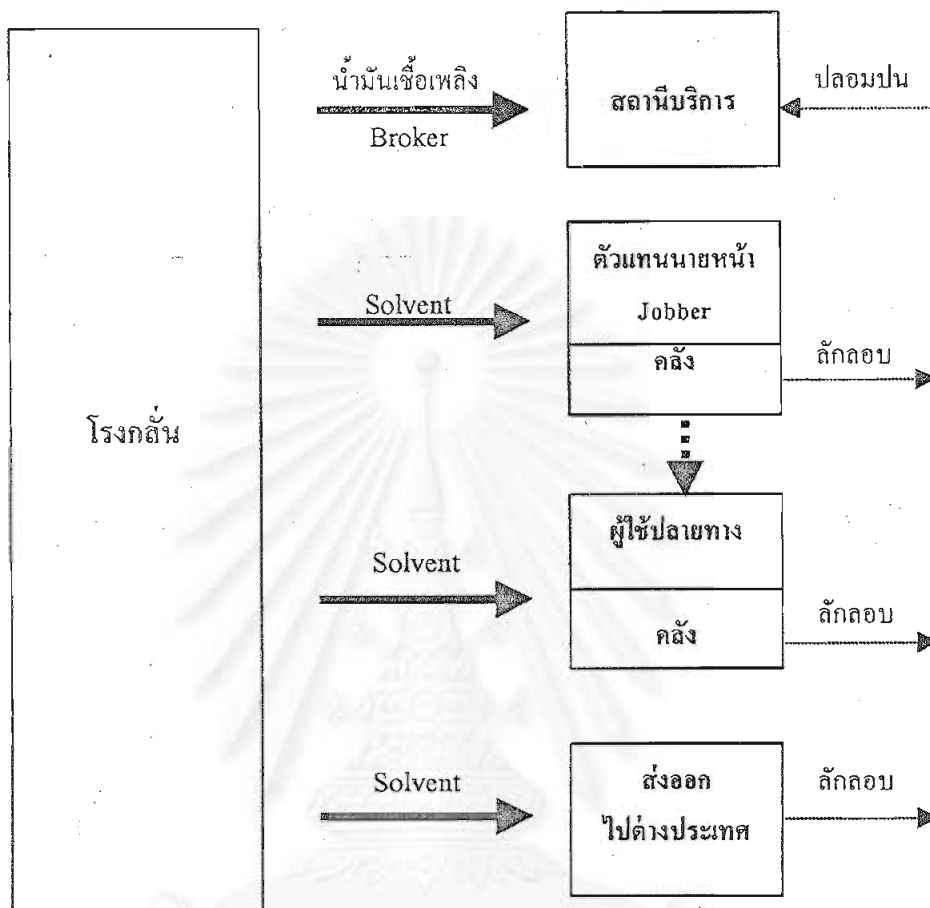 โรงกลั่น
น้ำมันเชื้อเพลิง
Broker
สถานีบริการ
ปลอมปน
Solvent
ตัวแทนนายหน้า
Jobber
คลัง
ลักลอบ
Solvent
ผู้ใช้ปลายทาง
คลัง
ลักลอบ
Solvent
ส่งออก
ไปต่างประเทศ
ลักลอบ